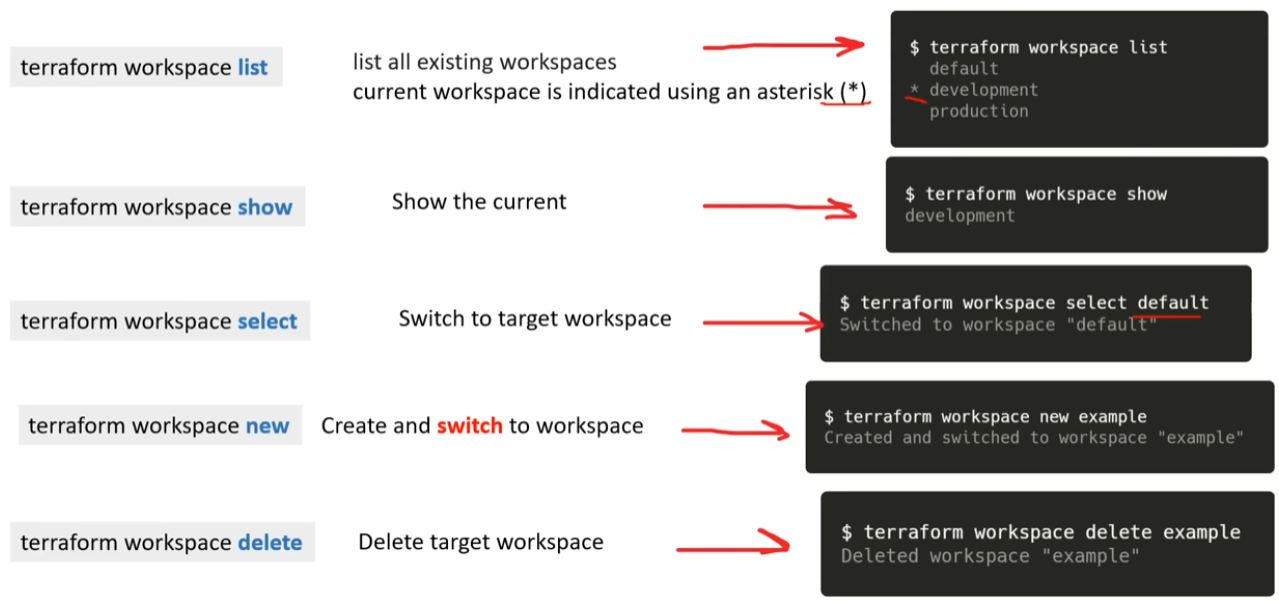 terraform workspace list
list all existing workspaces
current workspace is indicated using an asterisk (*)
$ terraform workspace list
default
* development
production
terraform workspace show
Show the current
$ terraform workspace show
development
terraform workspace select
Switch to target workspace
$ terraform workspace select default
Switched to workspace "default"
terraform workspace new
Create and switch to workspace
$ terraform workspace new example
Created and switched to workspace "example"
terraform workspace delete
Delete target workspace
$ terraform workspace delete example
Deleted workspace "example"